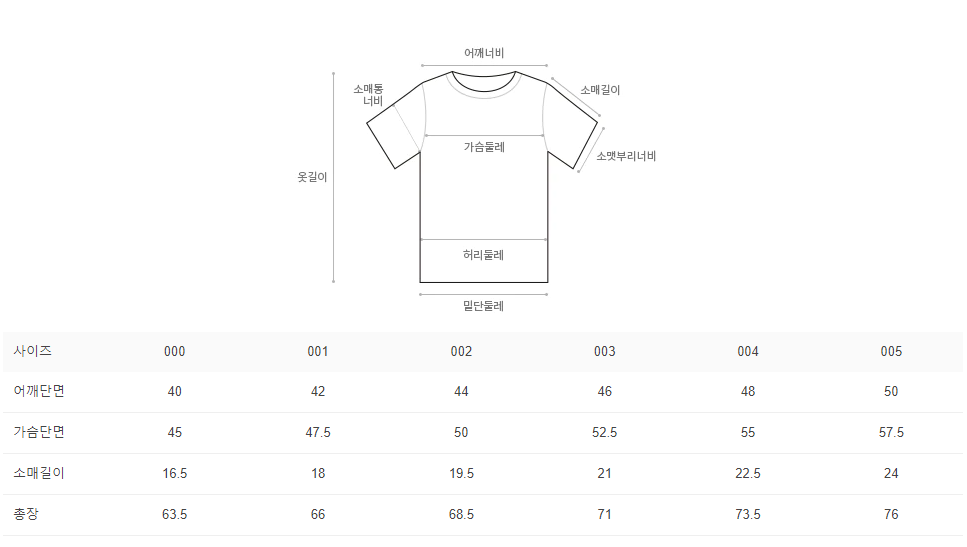 어깨너비
소매통
너비
소매길이
가슴둘레
소맷부리너비
옷길이
허리둘레
밑단둘레
사이즈 000 001 002 003 004 005
어깨단면 40 42 44 46 48 50
가슴단면 45 47.5 50 52.5 55 57.5
소매길이 16.5 18 19.5 21 22.5 24
총장 63.5 66 68.5 71 73.5 76